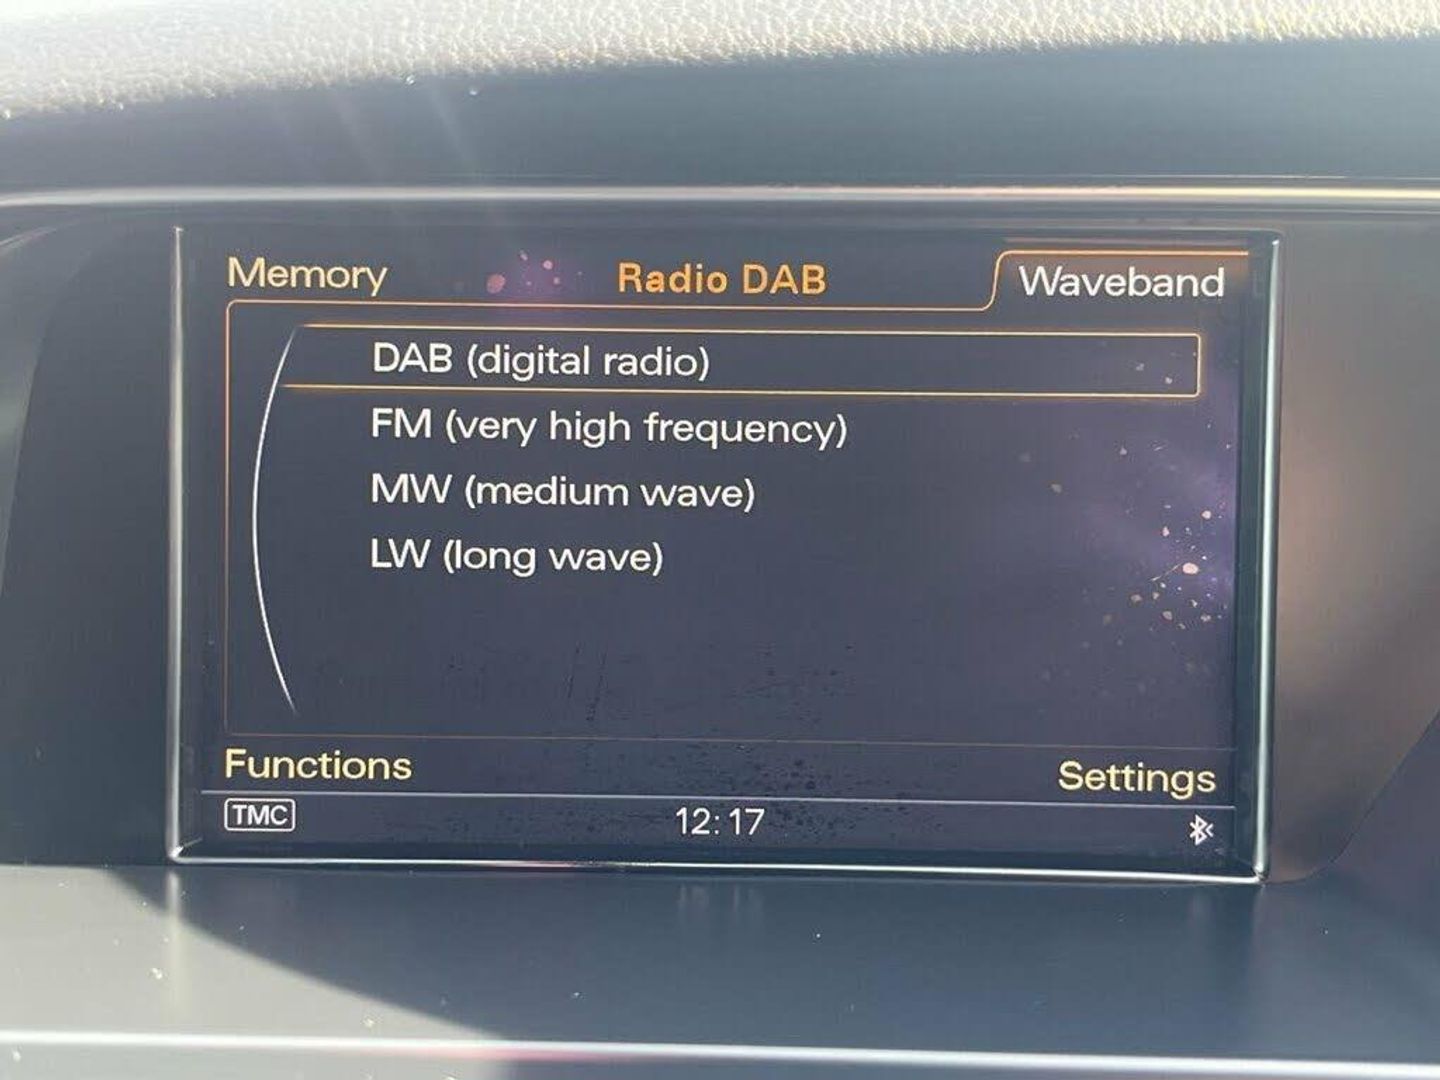 Memory Radio DAB Waveband
DAB (digital radio)
FM (very high frequency)
MW (medium wave)
LW (long wave)
Functions Settings
TMC 12:17